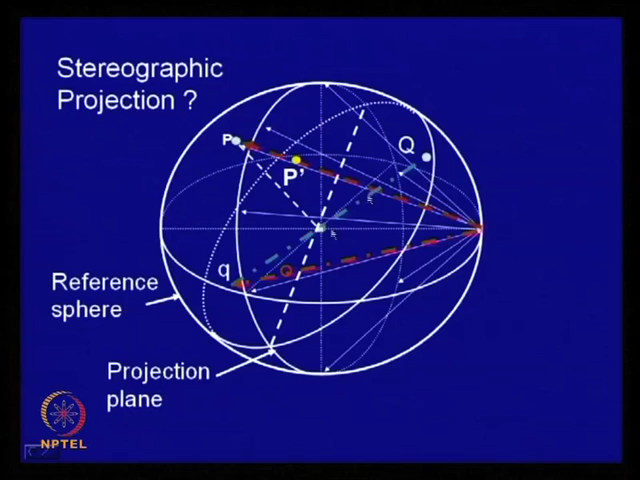 Stereographic
Projection ?
P
Q
P'
q
Q
Reference
sphere
Projection
plane
NPTEL